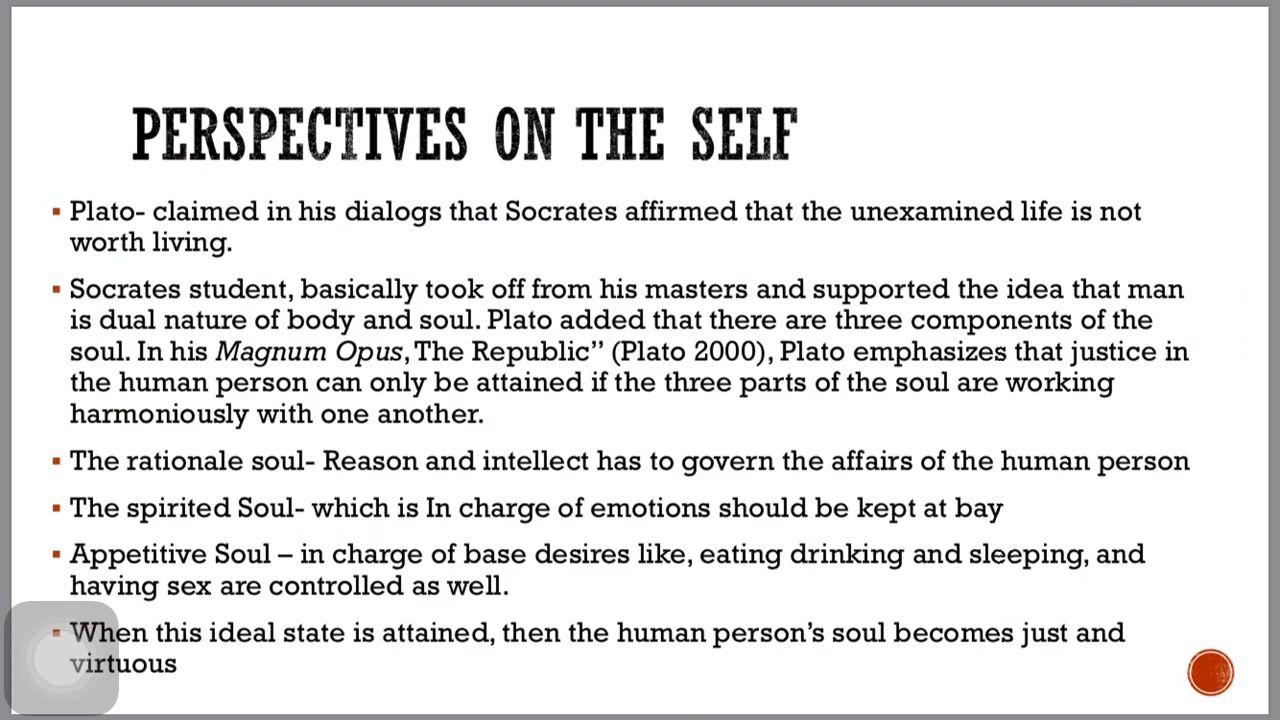 PERSPECTIVES ON THE SELF
Plato- claimed in his dialogs that Socrates affirmed that the unexamined life is not
worth living.
Socrates student, basically took off from his masters and supported the idea that man
is dual nature of body and soul. Plato added that there are three components of the
soul. In his Magnum Opus, The Republic” (Plato 2000), Plato emphasizes that justice in
the human person can only be attained if the three parts of the soul are working
harmoniously with one another.
The rationale soul- Reason and intellect has to govern the affairs of the human person
The spirited Soul- which is In charge of emotions should be kept at bay
Appetitive Soul – in charge of base desires like, eating drinking and sleeping, and
having sex are controlled as well.
When this ideal state is attained, then the human person’s soul becomes just and
virtuous